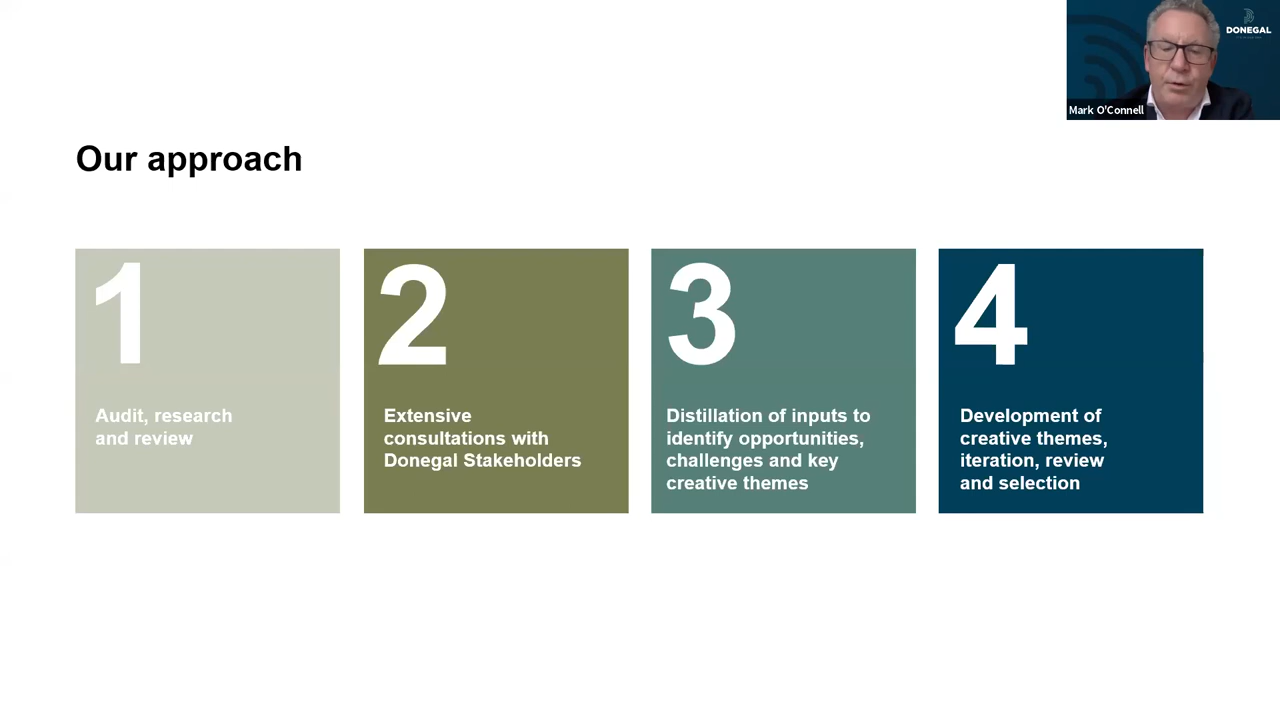 DONEGAL
Mark O'Connell
Our approach
1
Audit, research
and review
2
Extensive
consultations with
Donegal Stakeholders
3
Distillation of inputs to
identify opportunities,
challenges and key
creative themes
4
Development of
creative themes,
iteration, review
and selection